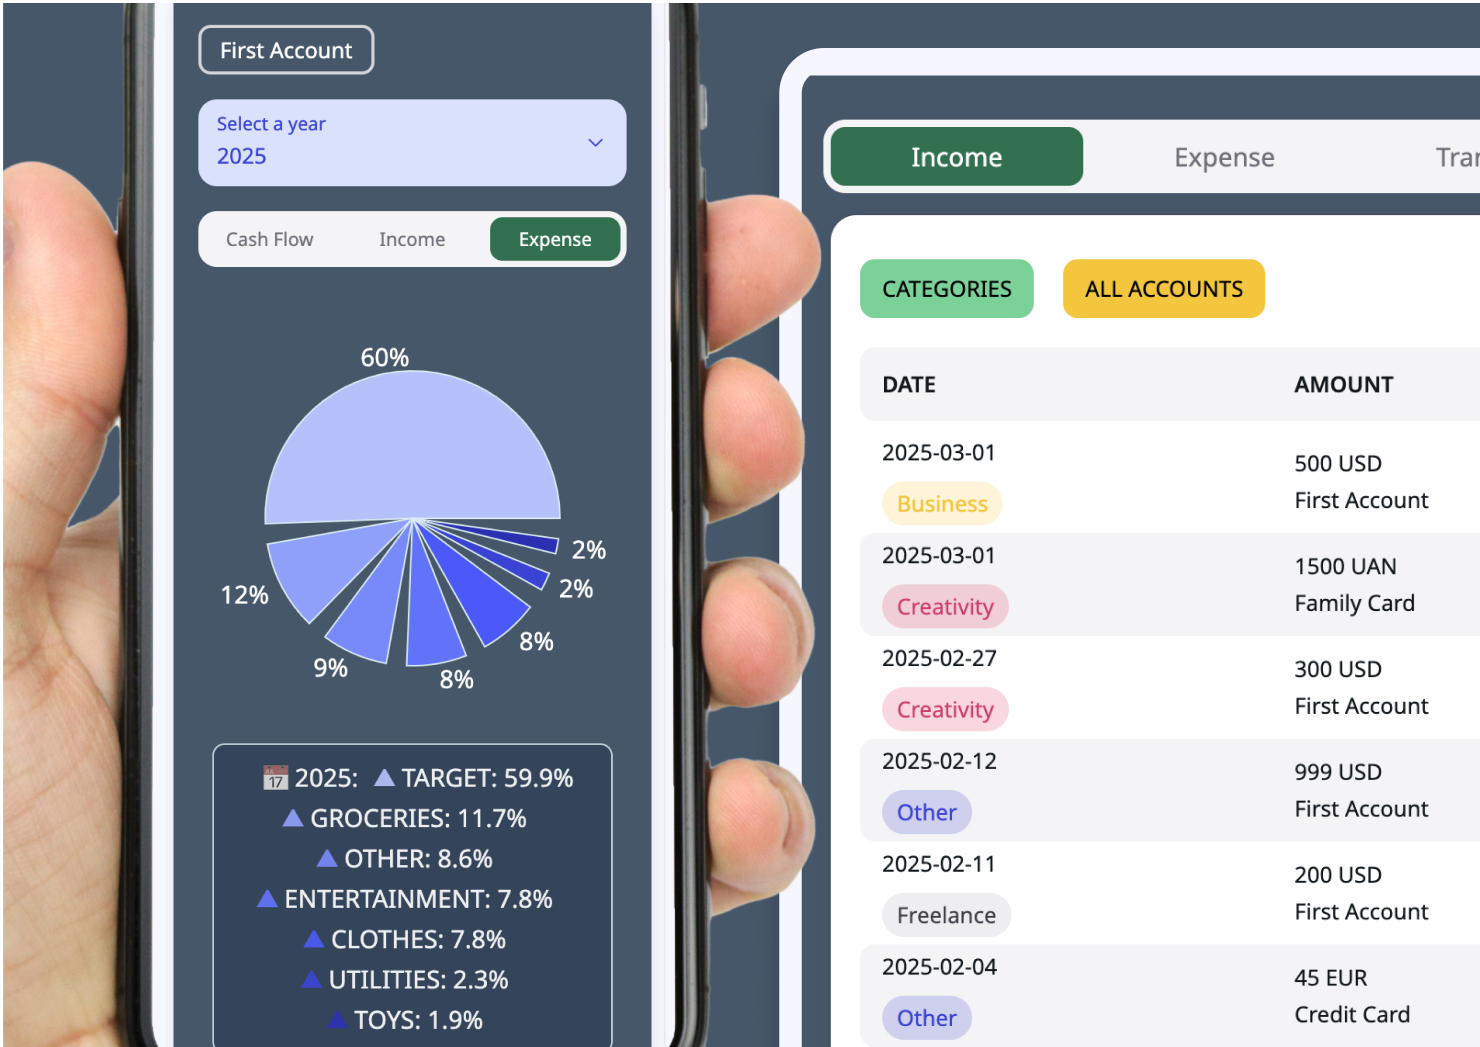 First Account
Select a year
2025
Cash Flow Income Expense
60%
12%
9%
8%
8%
2%
2%
17 2025: TARGET: 59.9%
GROCERIES: 11.7%
OTHER: 8.6%
ENTERTAINMENT: 7.8%
CLOTHES: 7.8%
UTILITIES: 2.3%
TOYS: 1.9%
Income Expense Tra
CATEGORIES ALL ACCOUNTS
DATE AMOUNT
2025-03-01
Business
500 USD
First Account
2025-03-01
Creativity
1500 UAN
Family Card
2025-02-27
Creativity
300 USD
First Account
2025-02-12
Other
999 USD
First Account
2025-02-11
Freelance
200 USD
First Account
2025-02-04
Other
45 EUR
Credit Card